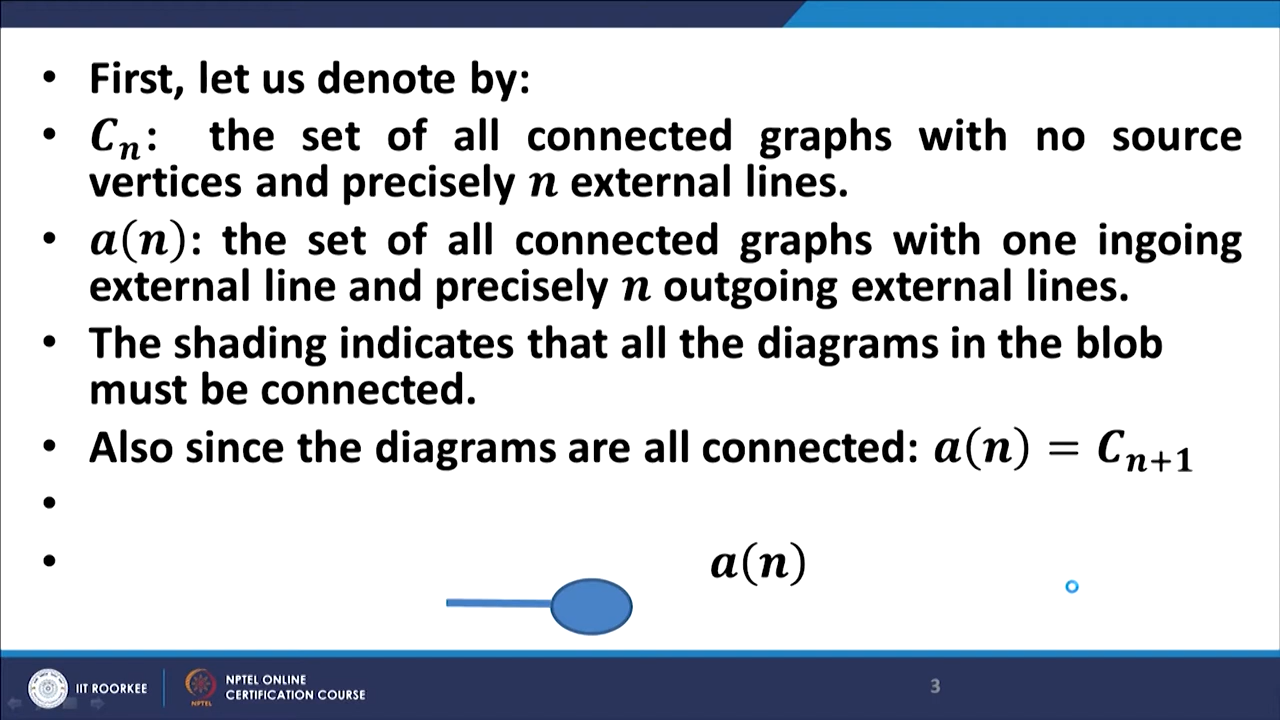 • First, let us denote by:
• Cₙ: the set of all connected graphs with no source
vertices and precisely n external lines.
• a(n): the set of all connected graphs with one ingoing
external line and precisely n outgoing external lines.
• The shading indicates that all the diagrams in the blob
must be connected.
• Also since the diagrams are all connected: a(n) = Cₙ₊₁
•
• a(n)
IIT ROORKEE
NPTEL
NPTEL ONLINE
CERTIFICATION COURSE
3